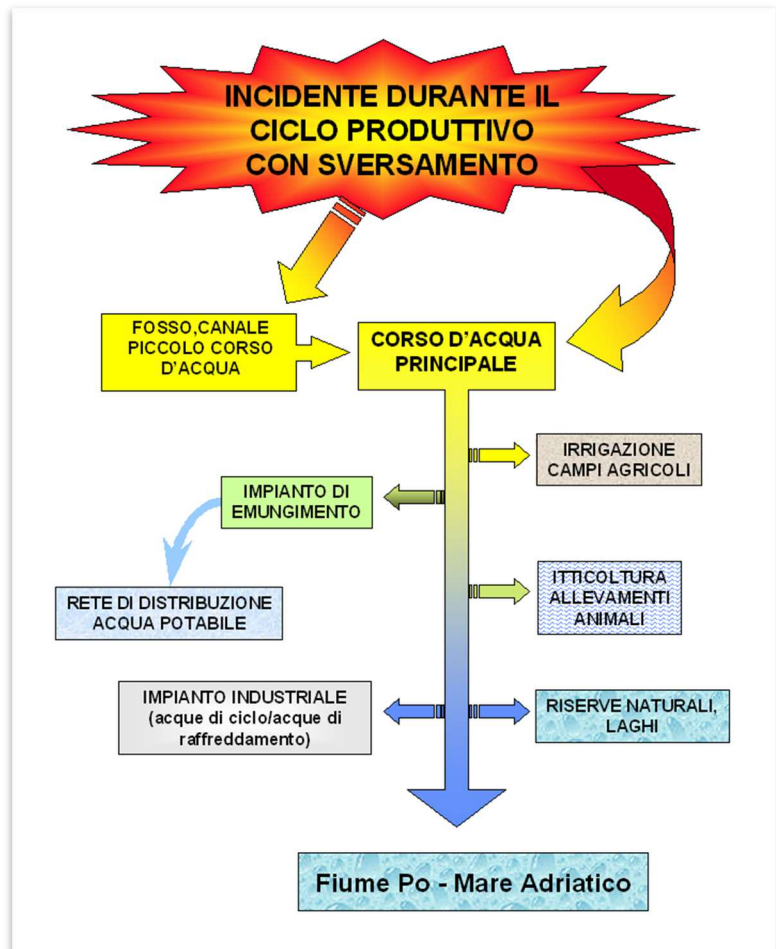 INCIDENTE DURANTE IL
CICLO PRODUTTIVO
CON SVERSAMENTO
FOSSO,CANALE
PICCOLO CORSO
D'ACQUA
CORSO D'ACQUA
PRINCIPALE
IRRIGAZIONE
CAMPI AGRICOLI
IMPIANTO DI
EMUNGIMENTO
RETE DI DISTRIBUZIONE
ACQUA POTABILE
ITTICOLTURA
ALLEVAMENTI
ANIMALI
IMPIANTO INDUSTRIALE
(acque di ciclo/acque di
raffreddamento)
RISERVE NATURALI,
LAGHI
Fiume Po - Mare Adriatico